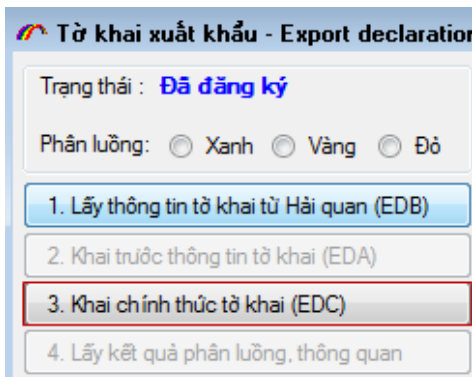 Tờ khai xuất khẩu - Export declaration
Trạng thái : Đã đăng ký
Phân luồng: Xanh Vàng Đỏ
1. Lấy thông tin tờ khai từ Hải quan (EDB)
2. Khai trước thông tin tờ khai (EDA)
3. Khai chính thức tờ khai (EDC)
4. Lấy kết quả phân luồng, thông quan